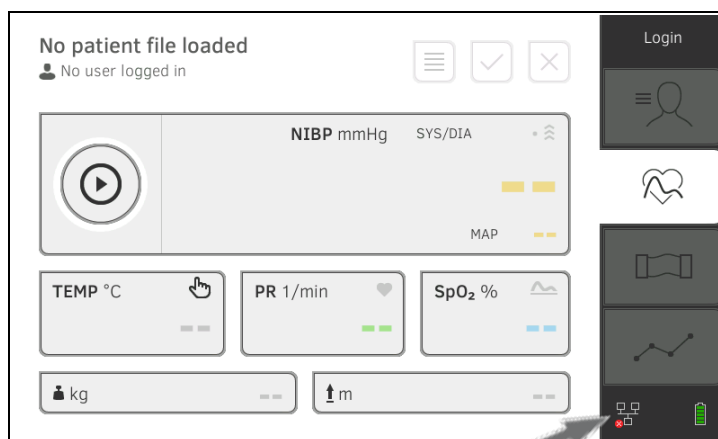 No patient file loaded
No user logged in
Login
NIBP mmHg SYS/DIA
-- --
MAP --
TEMP °C
--
PR 1/min
--
SpO₂ %
--
kg --
m --